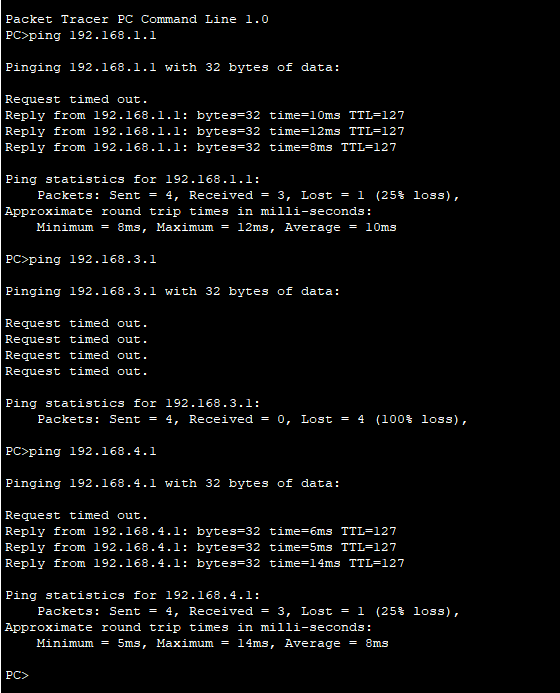 Packet Tracer PC Command Line 1.0
PC>ping 192.168.1.1
Pinging 192.168.1.1 with 32 bytes of data:
Request timed out.
Reply from 192.168.1.1: bytes=32 time=10ms TTL=127
Reply from 192.168.1.1: bytes=32 time=12ms TTL=127
Reply from 192.168.1.1: bytes=32 time=8ms TTL=127
Ping statistics for 192.168.1.1:
Packets: Sent = 4, Received = 3, Lost = 1 (25% loss),
Approximate round trip times in milli-seconds:
Minimum = 8ms, Maximum = 12ms, Average = 10ms
PC>ping 192.168.3.1
Pinging 192.168.3.1 with 32 bytes of data:
Request timed out.
Request timed out.
Request timed out.
Request timed out.
Ping statistics for 192.168.3.1:
Packets: Sent = 4, Received = 0, Lost = 4 (100% loss),
PC>ping 192.168.4.1
Pinging 192.168.4.1 with 32 bytes of data:
Request timed out.
Reply from 192.168.4.1: bytes=32 time=6ms TTL=127
Reply from 192.168.4.1: bytes=32 time=5ms TTL=127
Reply from 192.168.4.1: bytes=32 time=14ms TTL=127
Ping statistics for 192.168.4.1:
Packets: Sent = 4, Received = 3, Lost = 1 (25% loss),
Approximate round trip times in milli-seconds:
Minimum = 5ms, Maximum = 14ms, Average = 8ms
PC>